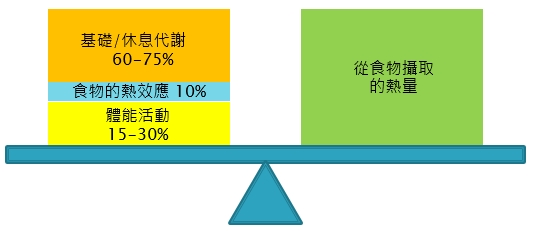 基礎/休息代謝
60-75%
食物的熱效應 10%
體能活動
15-30%
從食物攝取
的熱量